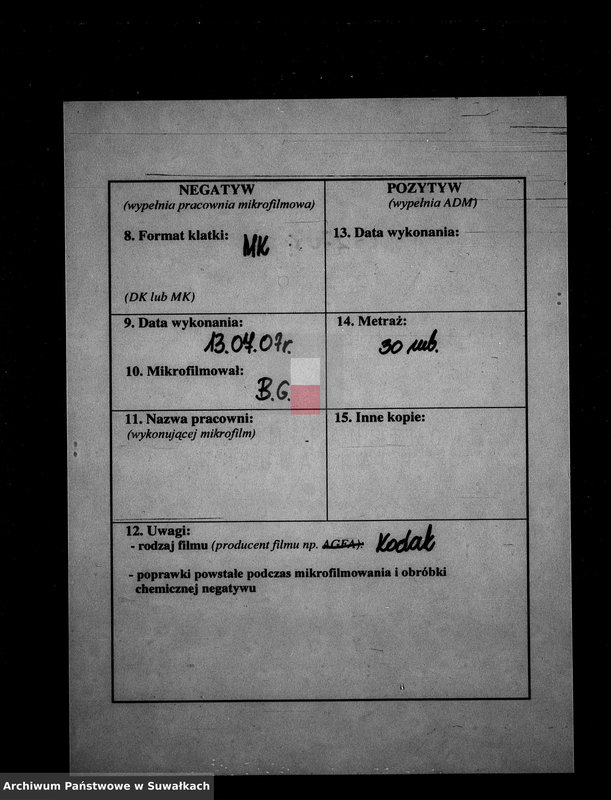 NEGATYW
(wypełnia pracownia mikrofilmowa)
8. Format klatki: MK
(DK lub MK)
9. Data wykonania:
13.07.07r.
10. Mikrofilmował:
B.G.
11. Nazwa pracowni:
(wykonującej mikrofilm)
POZYTYW
(wypełnia ADM)
13. Data wykonania:
14. Metraż:
30 mb.
15. Inne kopie:
12. Uwagi:
- rodzaj filmu (producent filmu np. AGFA): Kodak
- poprawki powstałe podczas mikrofilmowania i obróbki
chemicznej negatywu
Archiwum Państwowe w Suwałkach